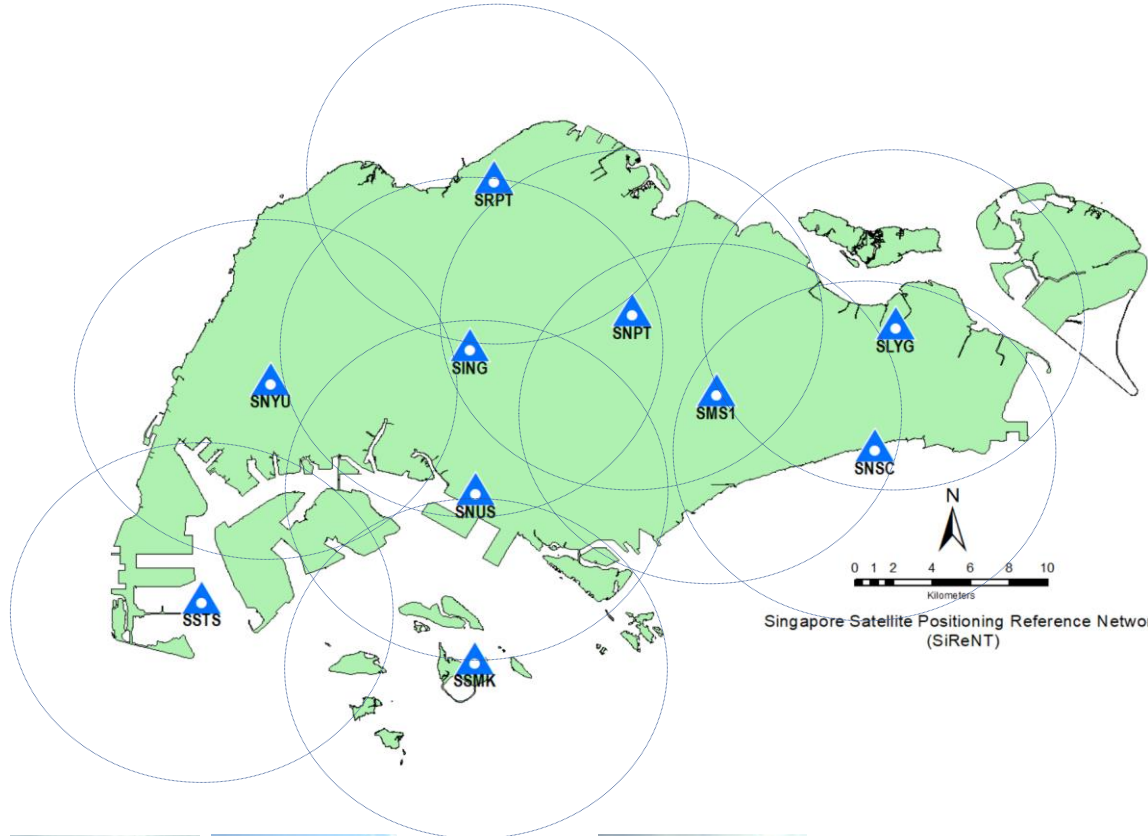 SRPT
SNPT
SLYG
SING
SNYU
SMS1
SNSC
SNUS
N
0 1 2 4 6 8 10
Kilometers
SSTS
Singapore Satellite Positioning Reference Networ
(SiReNT)
SSMK